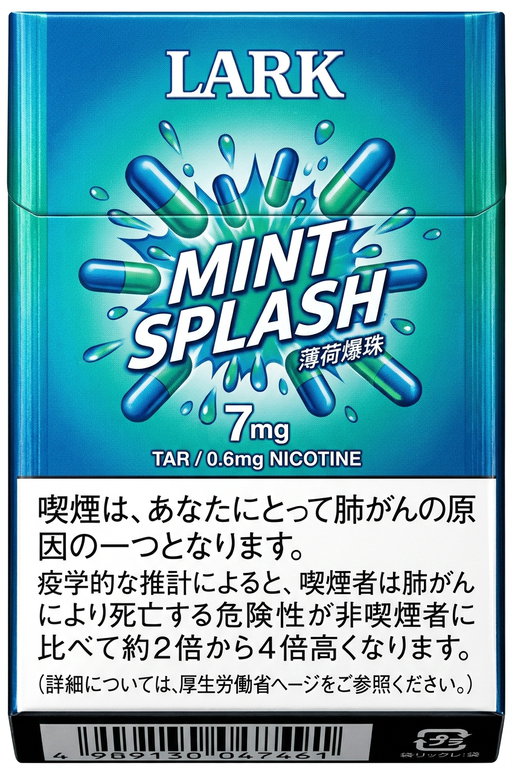 LARK
MINT
SPLASH
薄荷爆珠
7mg
TAR / 0.6mg NICOTINE
喫煙は、あなたにとって肺がんの原
因の一つとなります。
疫学的な推計によると、喫煙者は肺がん
により死亡する危険性が非喫煙者に
比べて約2倍から4倍高くなります。
(詳細については、厚生労働省ヘージをご参照ください。)
4 909130 047461
プラ